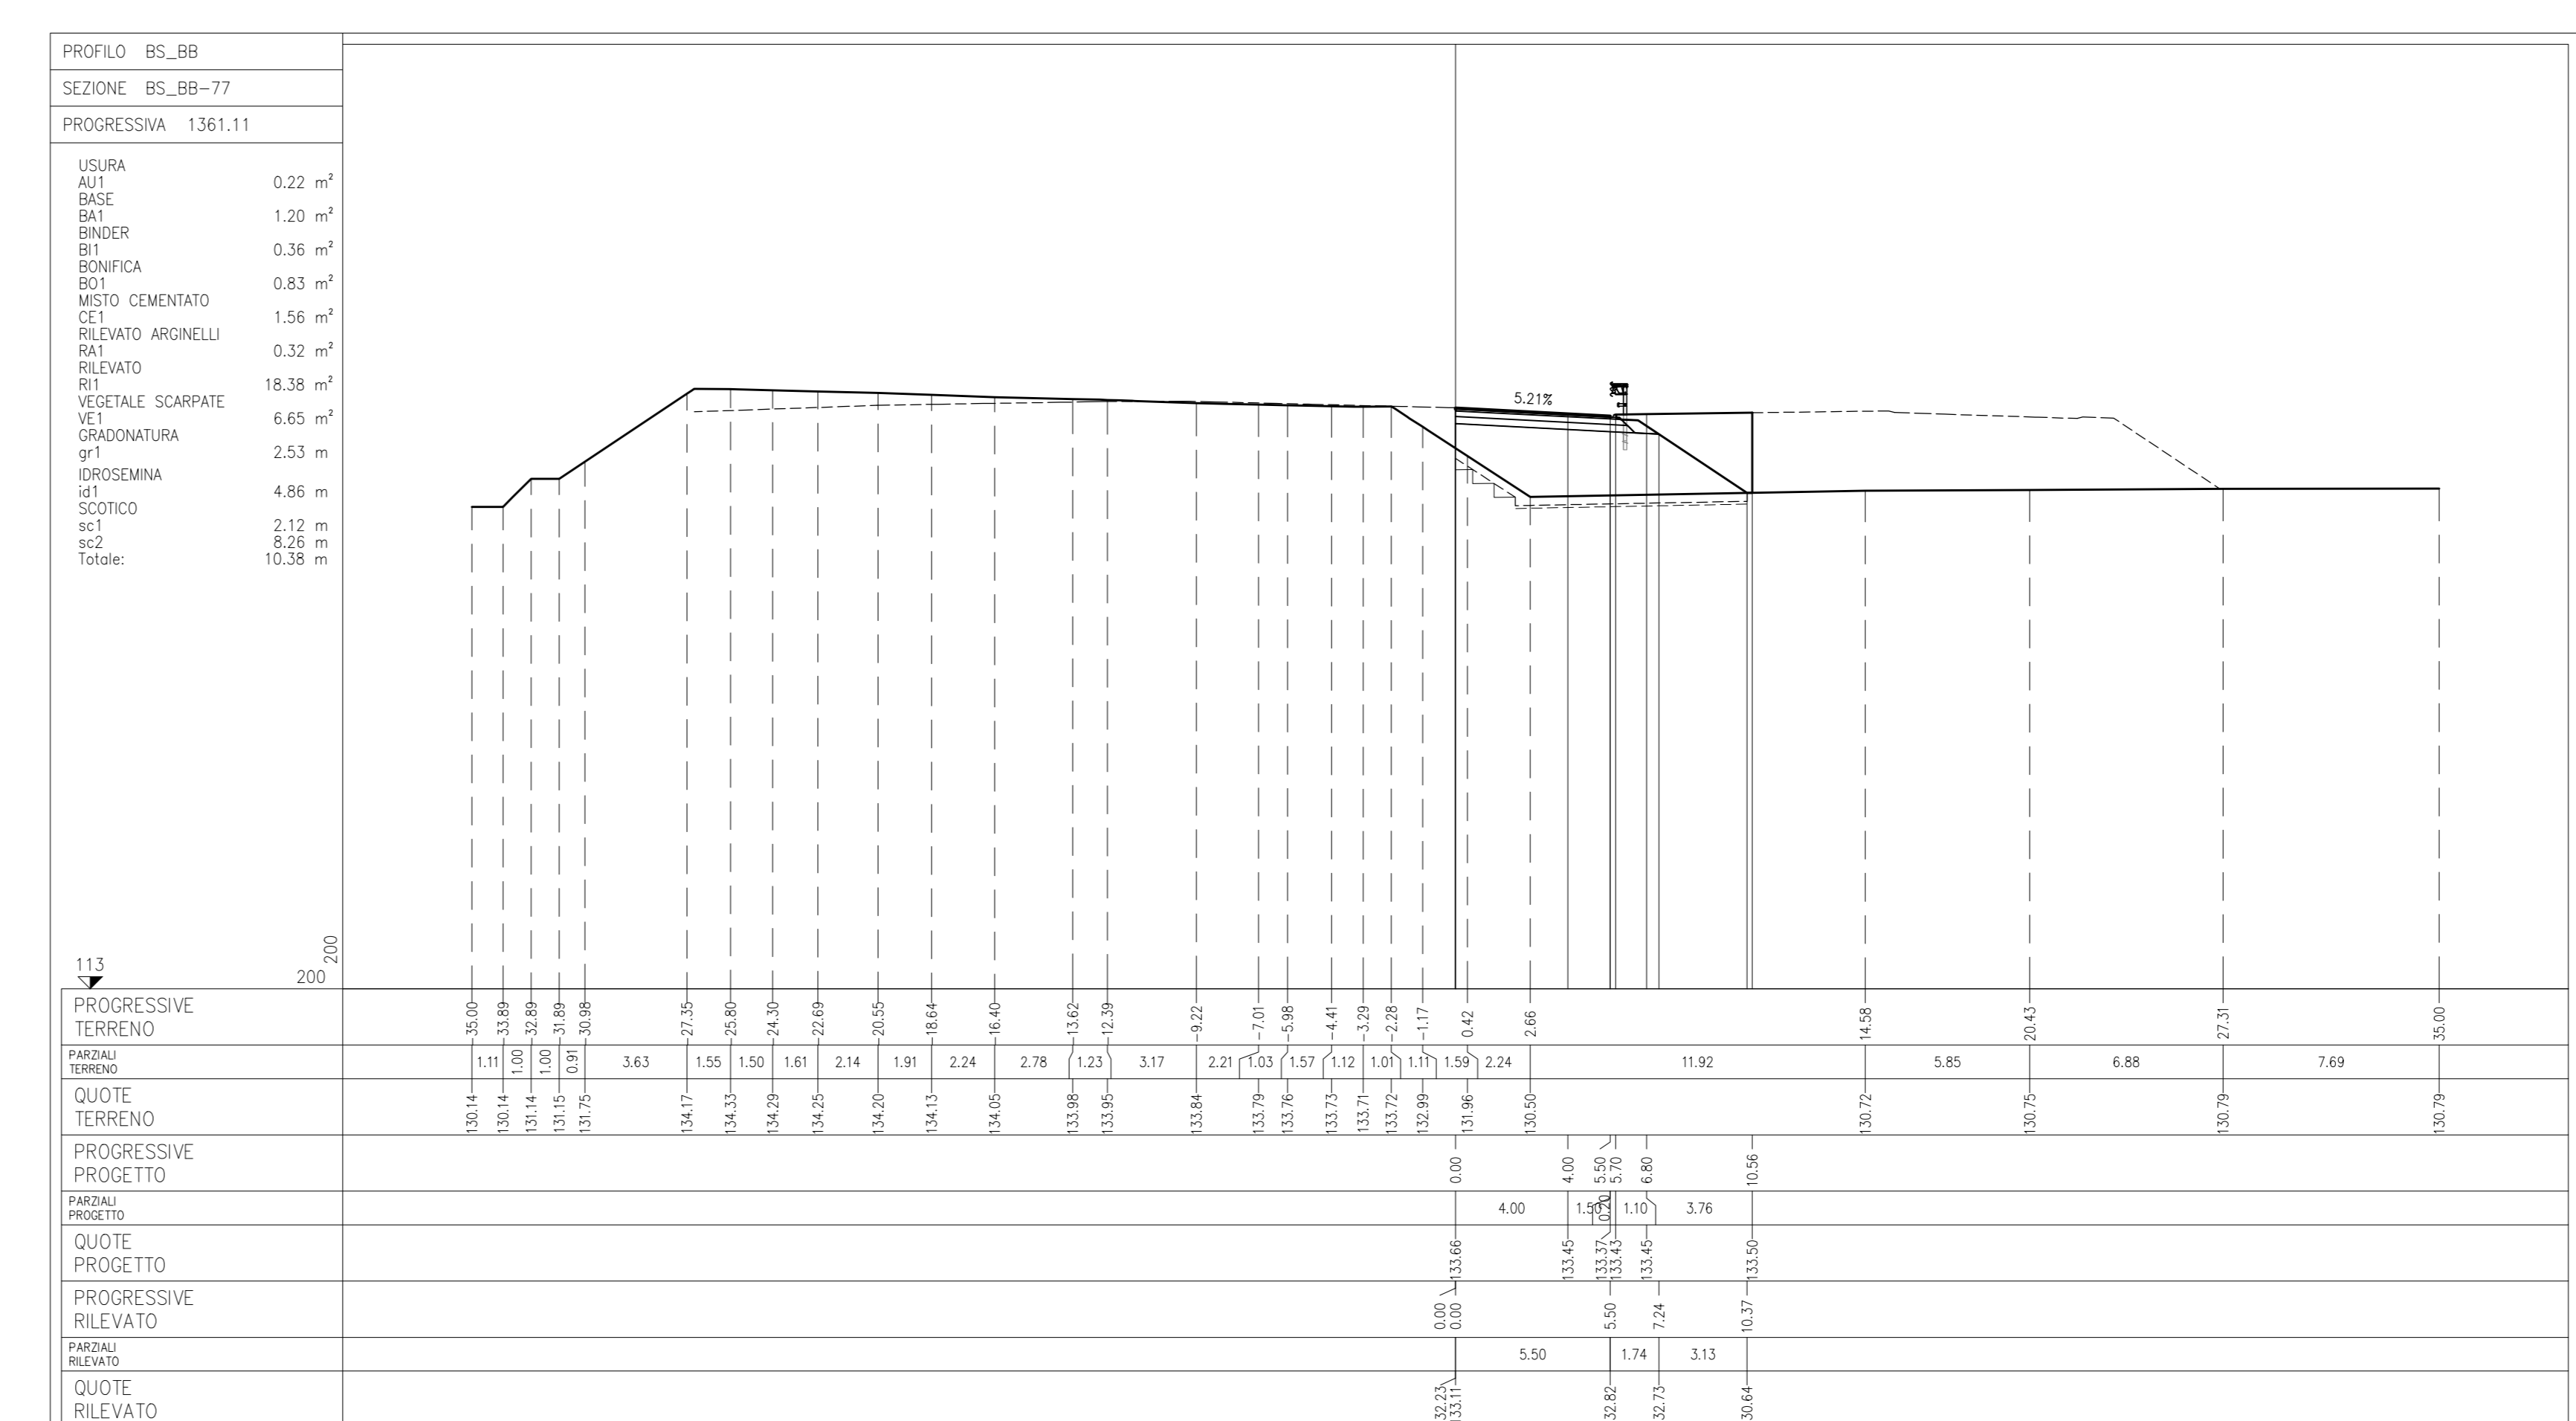 PROFILO BS_BB
SEZIONE BS_BB-77
PROGRESSIVA 1361.11
USURA
AU1 0.22 m²
BASE
BA1 1.20 m²
BINDER
BI1 0.36 m²
BONIFICA
BO1 0.83 m²
MISTO CEMENTATO
CE1 1.56 m²
RILEVATO ARGINELLI
RA1 0.32 m²
RILEVATO
RI1 18.38 m²
VEGETALE SCARPATE
VE1 6.65 m²
GRADONATURA
gr1 2.53 m
IDROSEMINA
id1 4.86 m
SCOTICO
sc1 2.12 m
sc2 8.26 m
Totale: 10.38 m
5.21%
113
200
200
PROGRESSIVE
TERRENO
-35.00 -33.89 -32.89 -31.89 -30.98 -27.35 -25.80 -24.30 -22.69 -20.55 -18.64 -16.40 -13.62 -12.39 -9.22 -7.01 -5.98 -4.41 -3.29 -2.28 -1.17 0.42 2.66 14.58 20.43 27.31 35.00
PARZIALI
TERRENO
1.11 1.00 1.00 0.91 3.63 1.55 1.50 1.61 2.14 1.91 2.24 2.78 1.23 3.17 2.21 1.03 1.57 1.12 1.01 1.11 1.59 2.24 11.92 5.85 6.88 7.69
QUOTE
TERRENO
130.14 130.14 131.14 131.15 131.75 134.17 134.33 134.29 134.25 134.20 134.13 134.05 133.98 133.95 133.84 133.79 133.76 133.73 133.71 133.72 132.99 131.96 130.50 130.72 130.75 130.79 130.79
PROGRESSIVE
PROGETTO
0.00 4.00 5.50 5.70 6.80 10.56
PARZIALI
PROGETTO
4.00 1.50 0.20 1.10 3.76
QUOTE
PROGETTO
133.66 133.45 133.37 133.43 133.45 133.50
PROGRESSIVE
RILEVATO
0.00 0.00 5.50 7.24 10.37
PARZIALI
RILEVATO
5.50 1.74 3.13
QUOTE
RILEVATO
32.23 133.11 32.82 32.73 30.64